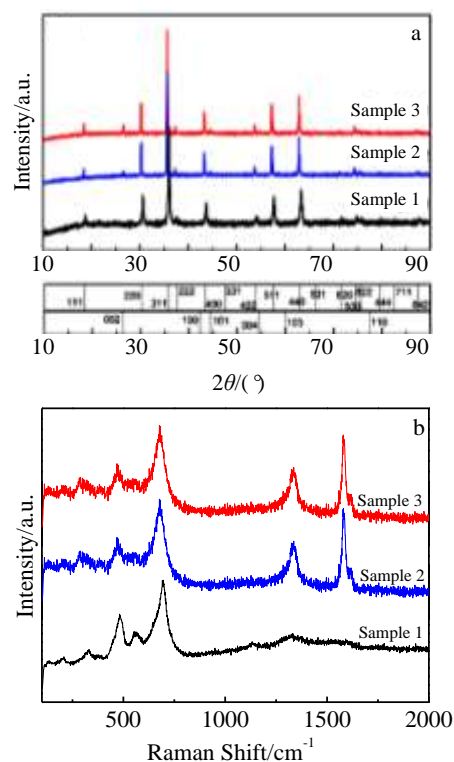 a
Intensity/a.u.
Sample 3
Sample 2
Sample 1
10 30 50 70 90
111 220 311 222 400 331 422 511 440 531 620 533 622 444 711 642
002 100 101 004 103 110
10 30 50 70 90
2θ/(°)
b
Intensity/a.u.
Sample 3
Sample 2
Sample 1
500 1000 1500 2000
Raman Shift/cm⁻¹